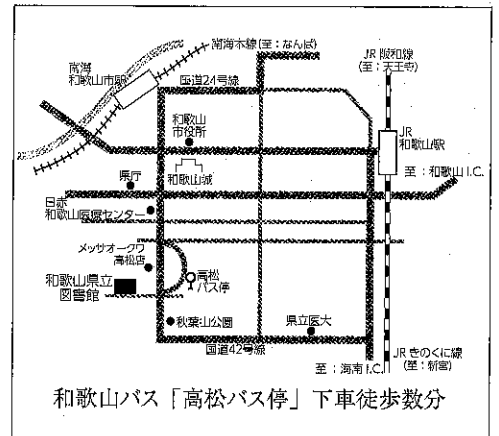 南海本線(至：なんば)
JR 阪和線
(至：天王寺)
南海
和歌山市駅
国道24号線
和歌山
市役所
JR
和歌山駅
和歌山城
至：和歌山I.C.
県庁
日赤
和歌山医療センター
メッサオークワ
高松店
高松
バス停
和歌山県立
図書館
秋葉山公園
県立医大
国道42号線
JR きのくに線
(至：新宮)
至：海南I.C.
和歌山バス「高松バス停」下車徒歩数分